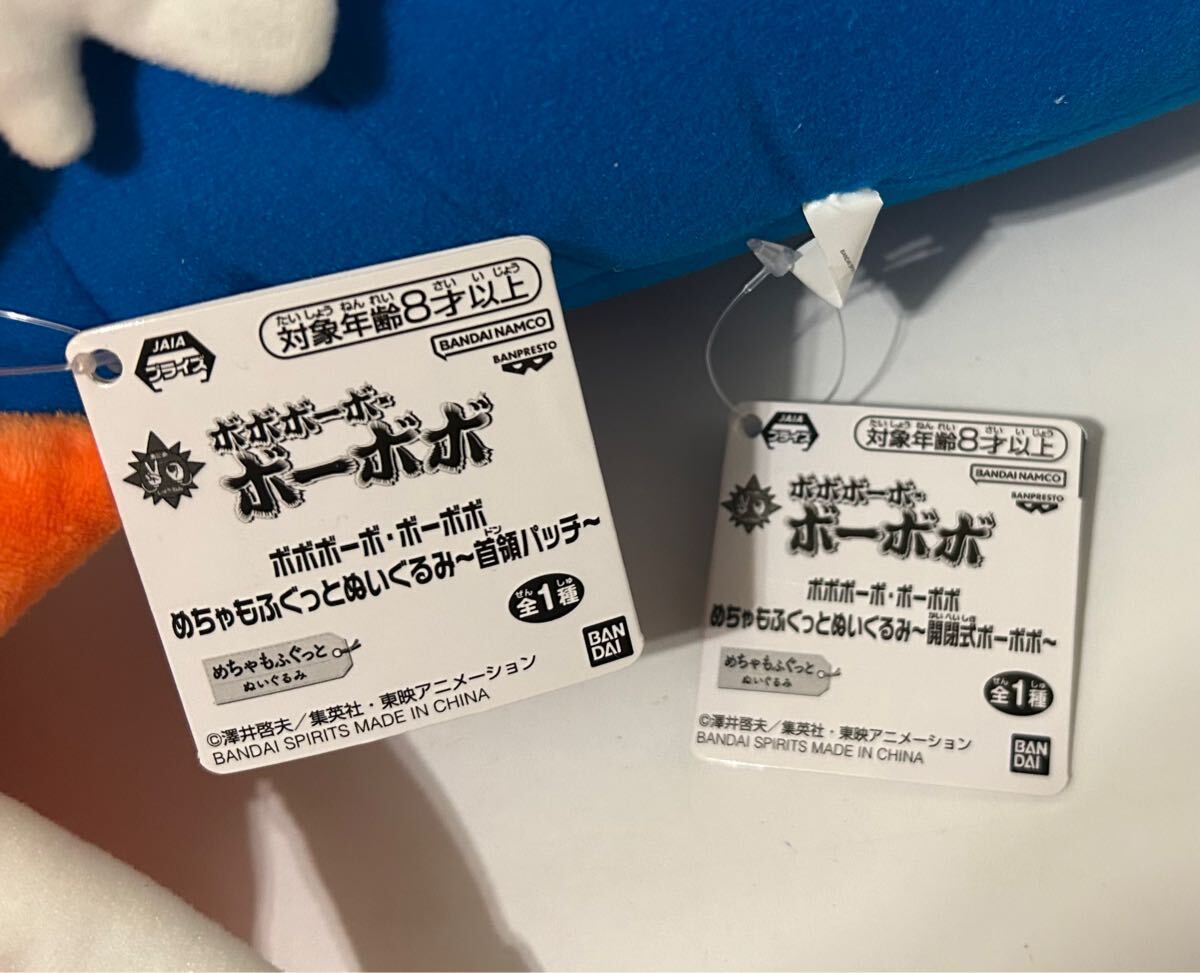 JAIA
プライズ
たいしょうねんれい さい いじょう
対象年齢8才以上
BANDAI NAMCO
BANPRESTO
ボボボーボ・
ボーボボ
ボボボーボ・ボーボボ
ドン
めちゃもふぐっとぬいぐるみ~首領パッチ~
ぜん しゅ
全1種
めちゃもふぐっと
ぬいぐるみ
BAN
DAI
©澤井啓夫/集英社・東映アニメーション
BANDAI SPIRITS MADE IN CHINA
JAIA
プライズ
たいしょうねんれい さい いじょう
対象年齢8才以上
BANDAI NAMCO
BANPRESTO
ボボボーボ・
ボーボボ
ボボボーボ・ボーボボ
かいへいしき
めちゃもふぐっとぬいぐるみ~開閉式ボーボボ~
ぜん しゅ
全1種
めちゃもふぐっと
ぬいぐるみ
©澤井啓夫/集英社・東映アニメーション
BANDAI SPIRITS MADE IN CHINA
BAN
DAI